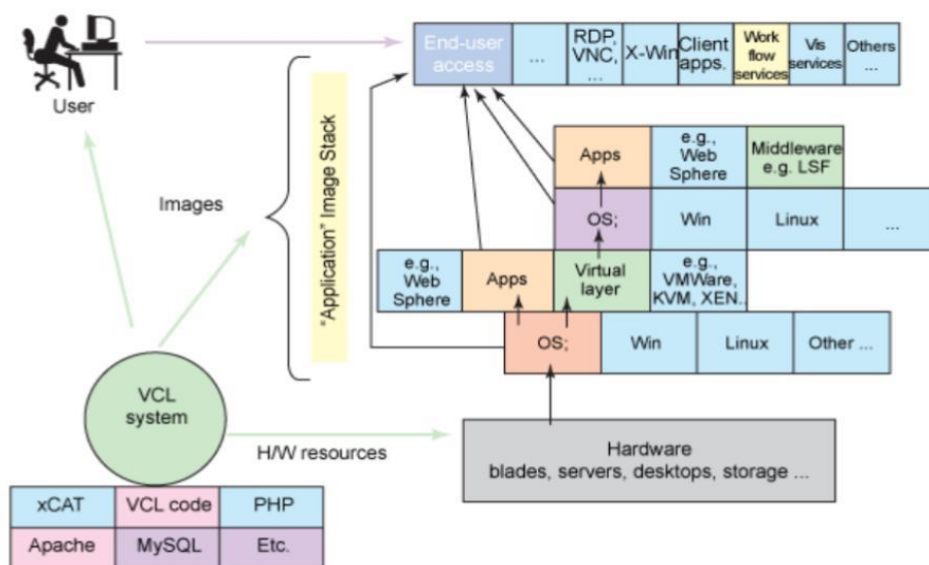 End-user
access
...
RDP,
VNC,
...
X-Win
Client
apps.
Work
flow
services
Vis
services
Others
...
User
Images
"Application" Image Stack
Apps
e.g.,
Web
Sphere
Middleware
e.g. LSF
OS;
Win
Linux
...
e.g.,
Web
Sphere
Apps
Virtual
layer
e.g.,
VMWare,
KVM, XEN..
OS;
Win
Linux
Other ...
VCL
system
H/W resources
Hardware
blades, servers, desktops, storage ...
xCAT
VCL code
PHP
Apache
MySQL
Etc.